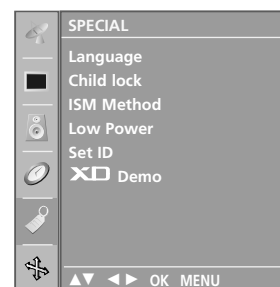 SPECIAL
Language
Child lock
ISM Method
Low Power
Set ID
XD Demo
▲▼ ◄► OK MENU